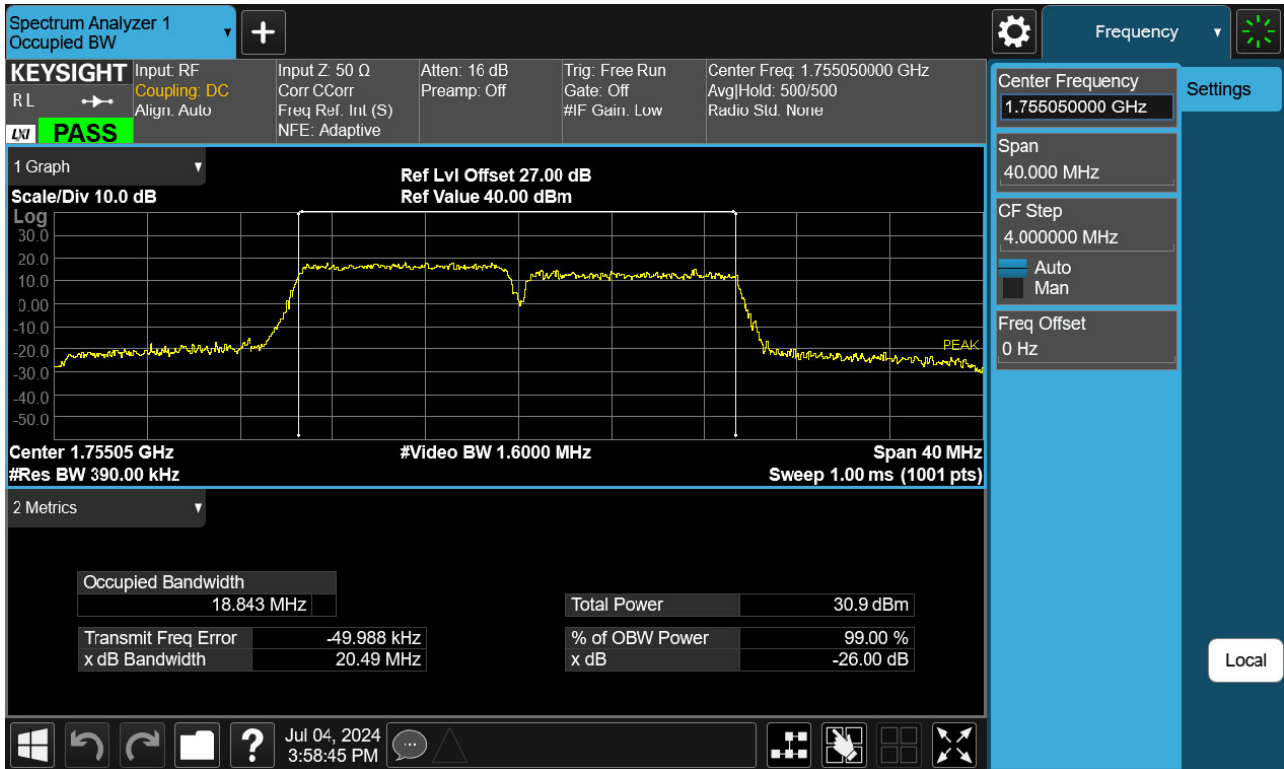 Spectrum Analyzer 1
Occupied BW
Frequency
KEYSIGHT
R L
LXI
PASS
Input: RF
Coupling: DC
Align: Auto
Input Z: 50 Ω
Corr CCorr
Freq Ref: Int (S)
NFE: Adaptive
Atten: 16 dB
Preamp: Off
Trig: Free Run
Gate: Off
#IF Gain: Low
Center Freq: 1.755050000 GHz
Avg|Hold: 500/500
Radio Std: None
Center Frequency
1.755050000 GHz
Settings
Span
40.000 MHz
CF Step
4.000000 MHz
Auto
Man
Freq Offset
0 Hz
Local
1 Graph
Scale/Div 10.0 dB
Ref Lvl Offset 27.00 dB
Ref Value 40.00 dBm
Log
30.0
20.0
10.0
0.00
-10.0
-20.0
-30.0
-40.0
-50.0
PEAK
Center 1.75505 GHz
#Video BW 1.6000 MHz
Span 40 MHz
#Res BW 390.00 kHz
Sweep 1.00 ms (1001 pts)
2 Metrics
Occupied Bandwidth
18.843 MHz
Total Power 30.9 dBm
Transmit Freq Error -49.988 kHz
% of OBW Power 99.00 %
x dB Bandwidth 20.49 MHz
x dB -26.00 dB
?
Jul 04, 2024
3:58:45 PM